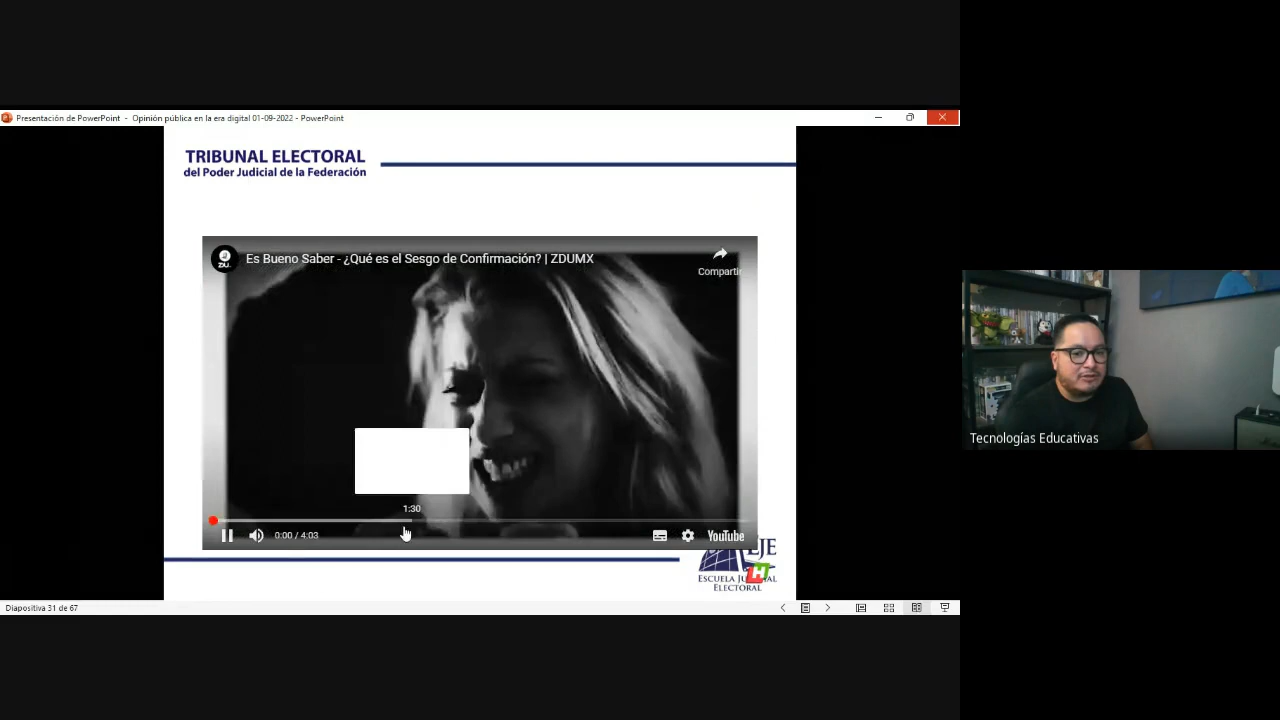 Presentación de PowerPoint - Opinión pública en la era digital 01-09-2022 - PowerPoint
TRIBUNAL ELECTORAL
del Poder Judicial de la Federación
ZU.
Es Bueno Saber - ¿Qué es el Sesgo de Confirmación? | ZDUMX
Compartir
1:30
0:00 / 4:03
YouTube
EJE
ESCUELA JUDICIAL
ELECTORAL
H
Tecnologías Educativas
Diapositiva 31 de 67